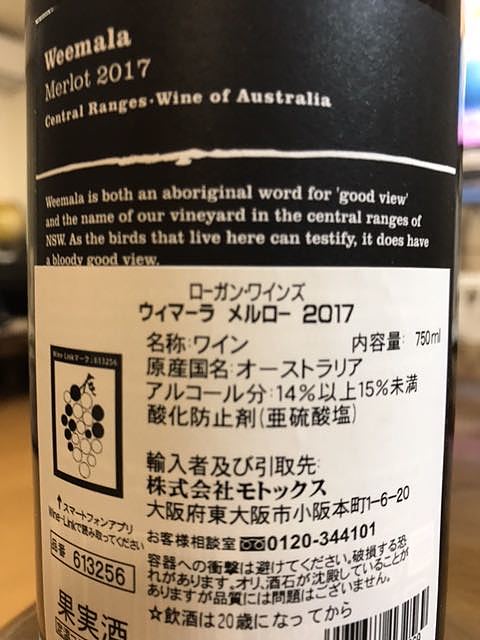 Weemala
Merlot 2017
Central Ranges·Wine of Australia
Weemala is both an aboriginal word for 'good view'
and the name of our vineyard in the central ranges of
NSW. As the birds that live here can testify, it does have
a bloody good view.
ローガン・ワインズ
ウィマーラ メルロー 2017
名称:ワイン 内容量: 750ml
原産国名:オーストラリア
アルコール分:14%以上15%未満
酸化防止剤(亜硫酸塩)
Wine Linkマーク:613256
輸入者及び引取先:
株式会社モトックス
大阪府東大阪市小阪本町1-6-20
↑スマートフォンアプリ
Wine-Linkで読み取ってください
お客様相談室 0120-344101
品番 613256
容器への衝撃は避けてください。破損する恐
れがあります。オリ、酒石が沈殿していることが
ありますが品質には問題はございません。
果実酒
☆飲酒は20歳になってから